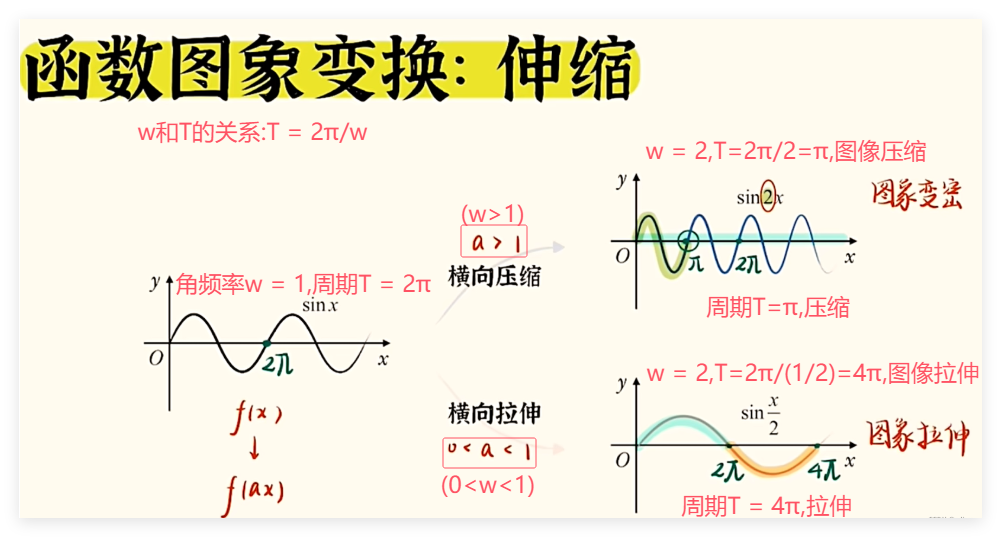 函数图象变换: 伸缩
w和T的关系:T = 2π/w
w = 2,T=2π/2=π,图像压缩
y
sin2x
图象变密
O
π
2π
x
周期T=π,压缩
(w>1)
a > 1
横向压缩
y
角频率w = 1,周期T = 2π
sin x
O
2π
x
f(x)
↓
f(ax)
横向拉伸
0 < a < 1
(0<w<1)
w = 2,T=2π/(1/2)=4π,图像拉伸
y
sin x/2
图象拉伸
O
2π
4π
x
周期T = 4π,拉伸